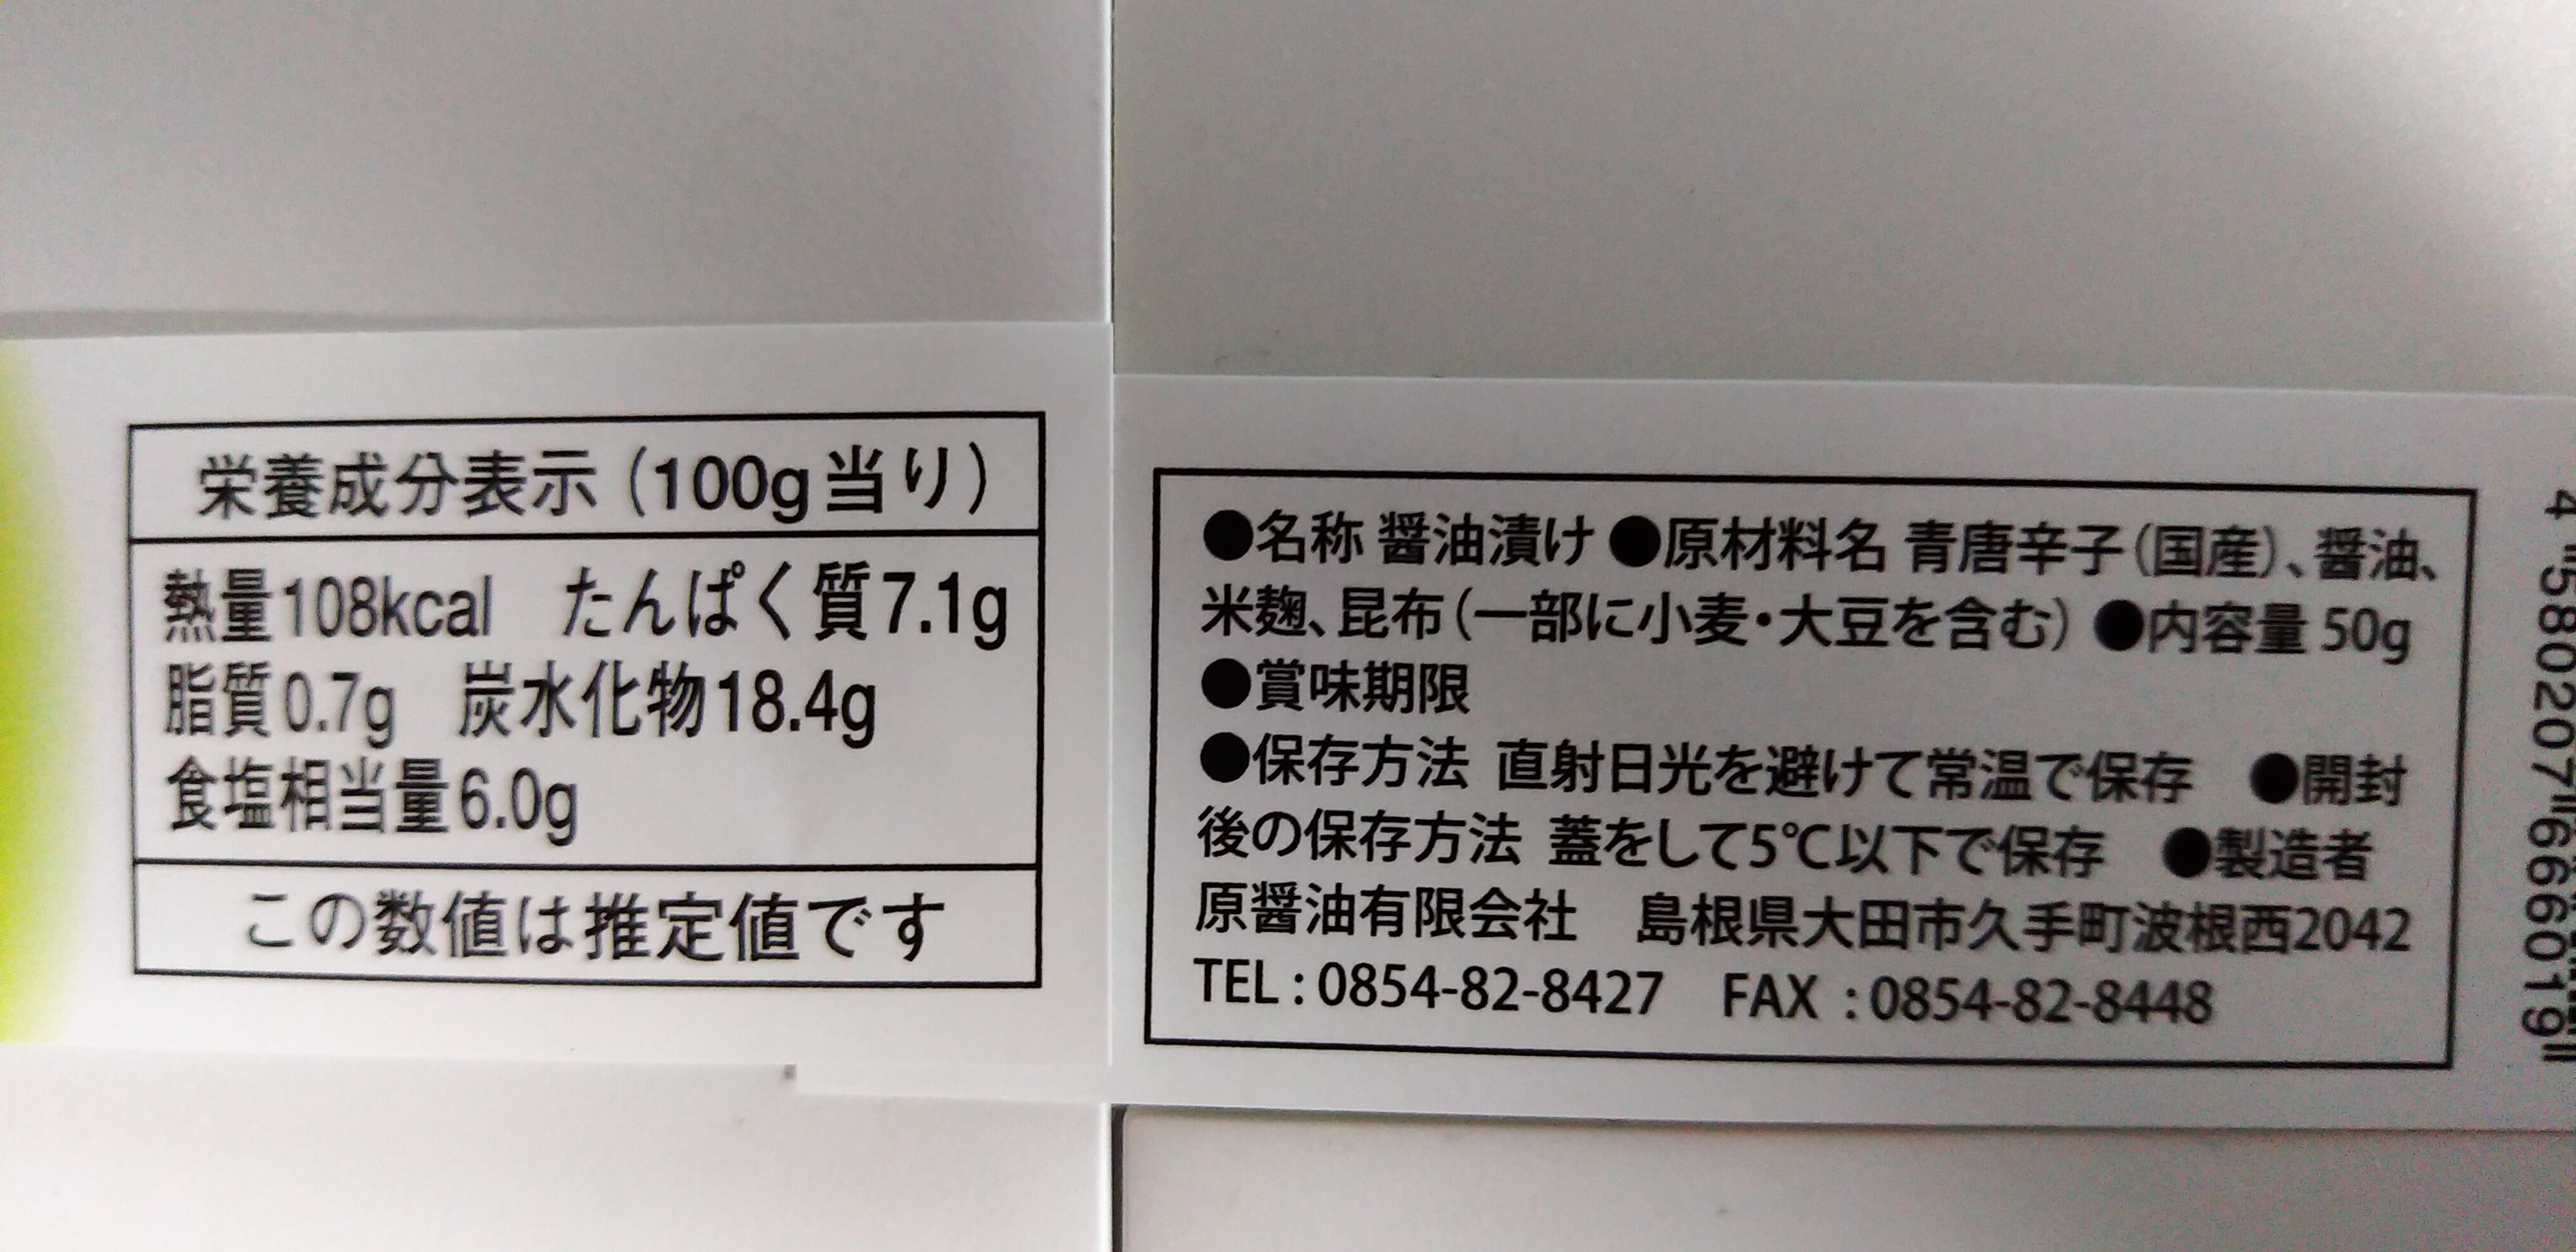 栄養成分表示（100g当り）
熱量108kcal　たんぱく質7.1g
脂質0.7g　炭水化物18.4g
食塩相当量6.0g
この数値は推定値です
●名称 醤油漬け ●原材料名 青唐辛子（国産）、醤油、
米麹、昆布（一部に小麦・大豆を含む） ●内容量 50g
●賞味期限
●保存方法 直射日光を避けて常温で保存　●開封
後の保存方法 蓋をして5℃以下で保存　●製造者
原醤油有限会社　島根県大田市久手町波根西2042
TEL : 0854-82-8427　FAX : 0854-82-8448
4 580207 666019